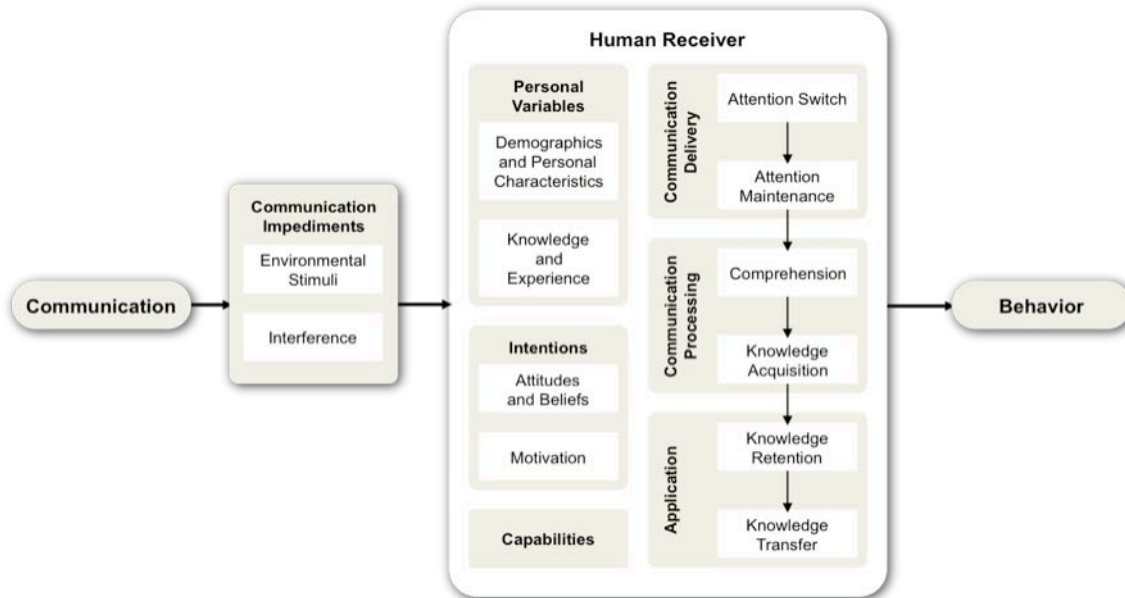 Communication
Communication
Impediments
Environmental
Stimuli
Interference
Human Receiver
Personal
Variables
Demographics
and Personal
Characteristics
Knowledge
and
Experience
Intentions
Attitudes
and Beliefs
Motivation
Capabilities
Communication
Delivery
Attention Switch
Attention
Maintenance
Communication
Processing
Comprehension
Knowledge
Acquisition
Application
Knowledge
Retention
Knowledge
Transfer
Behavior